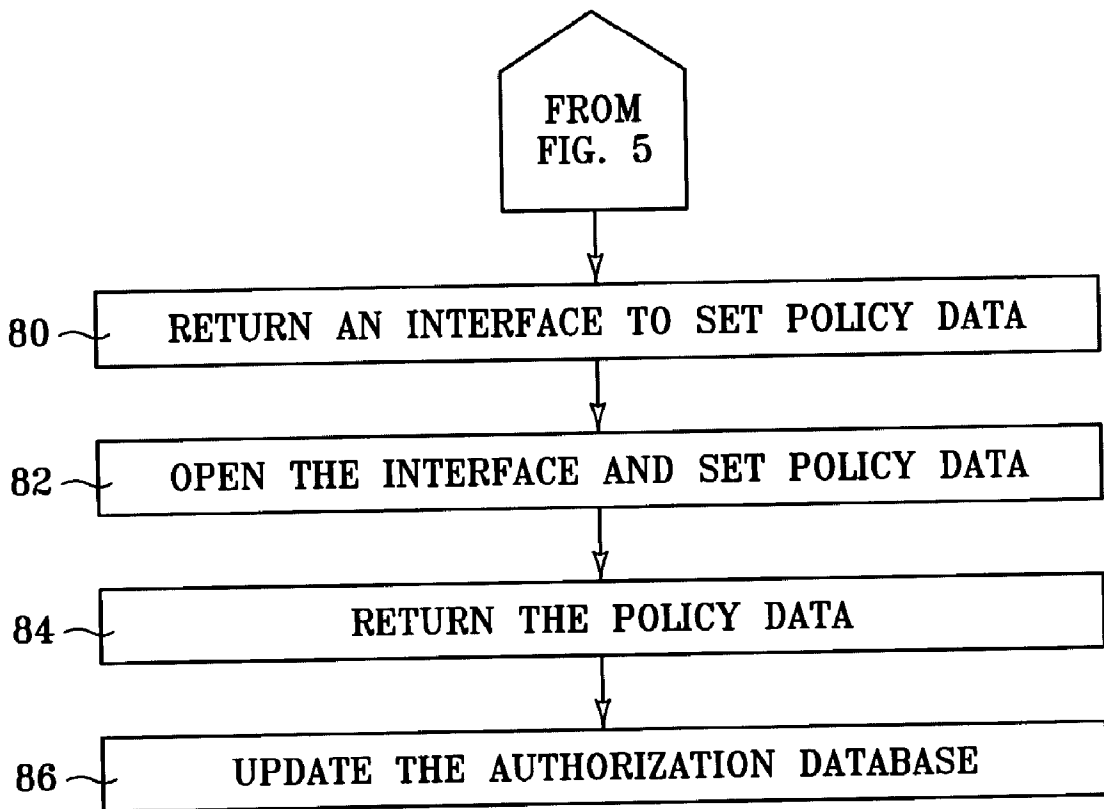 FROM
FIG. 5
80 RETURN AN INTERFACE TO SET POLICY DATA
82 OPEN THE INTERFACE AND SET POLICY DATA
84 RETURN THE POLICY DATA
86 UPDATE THE AUTHORIZATION DATABASE